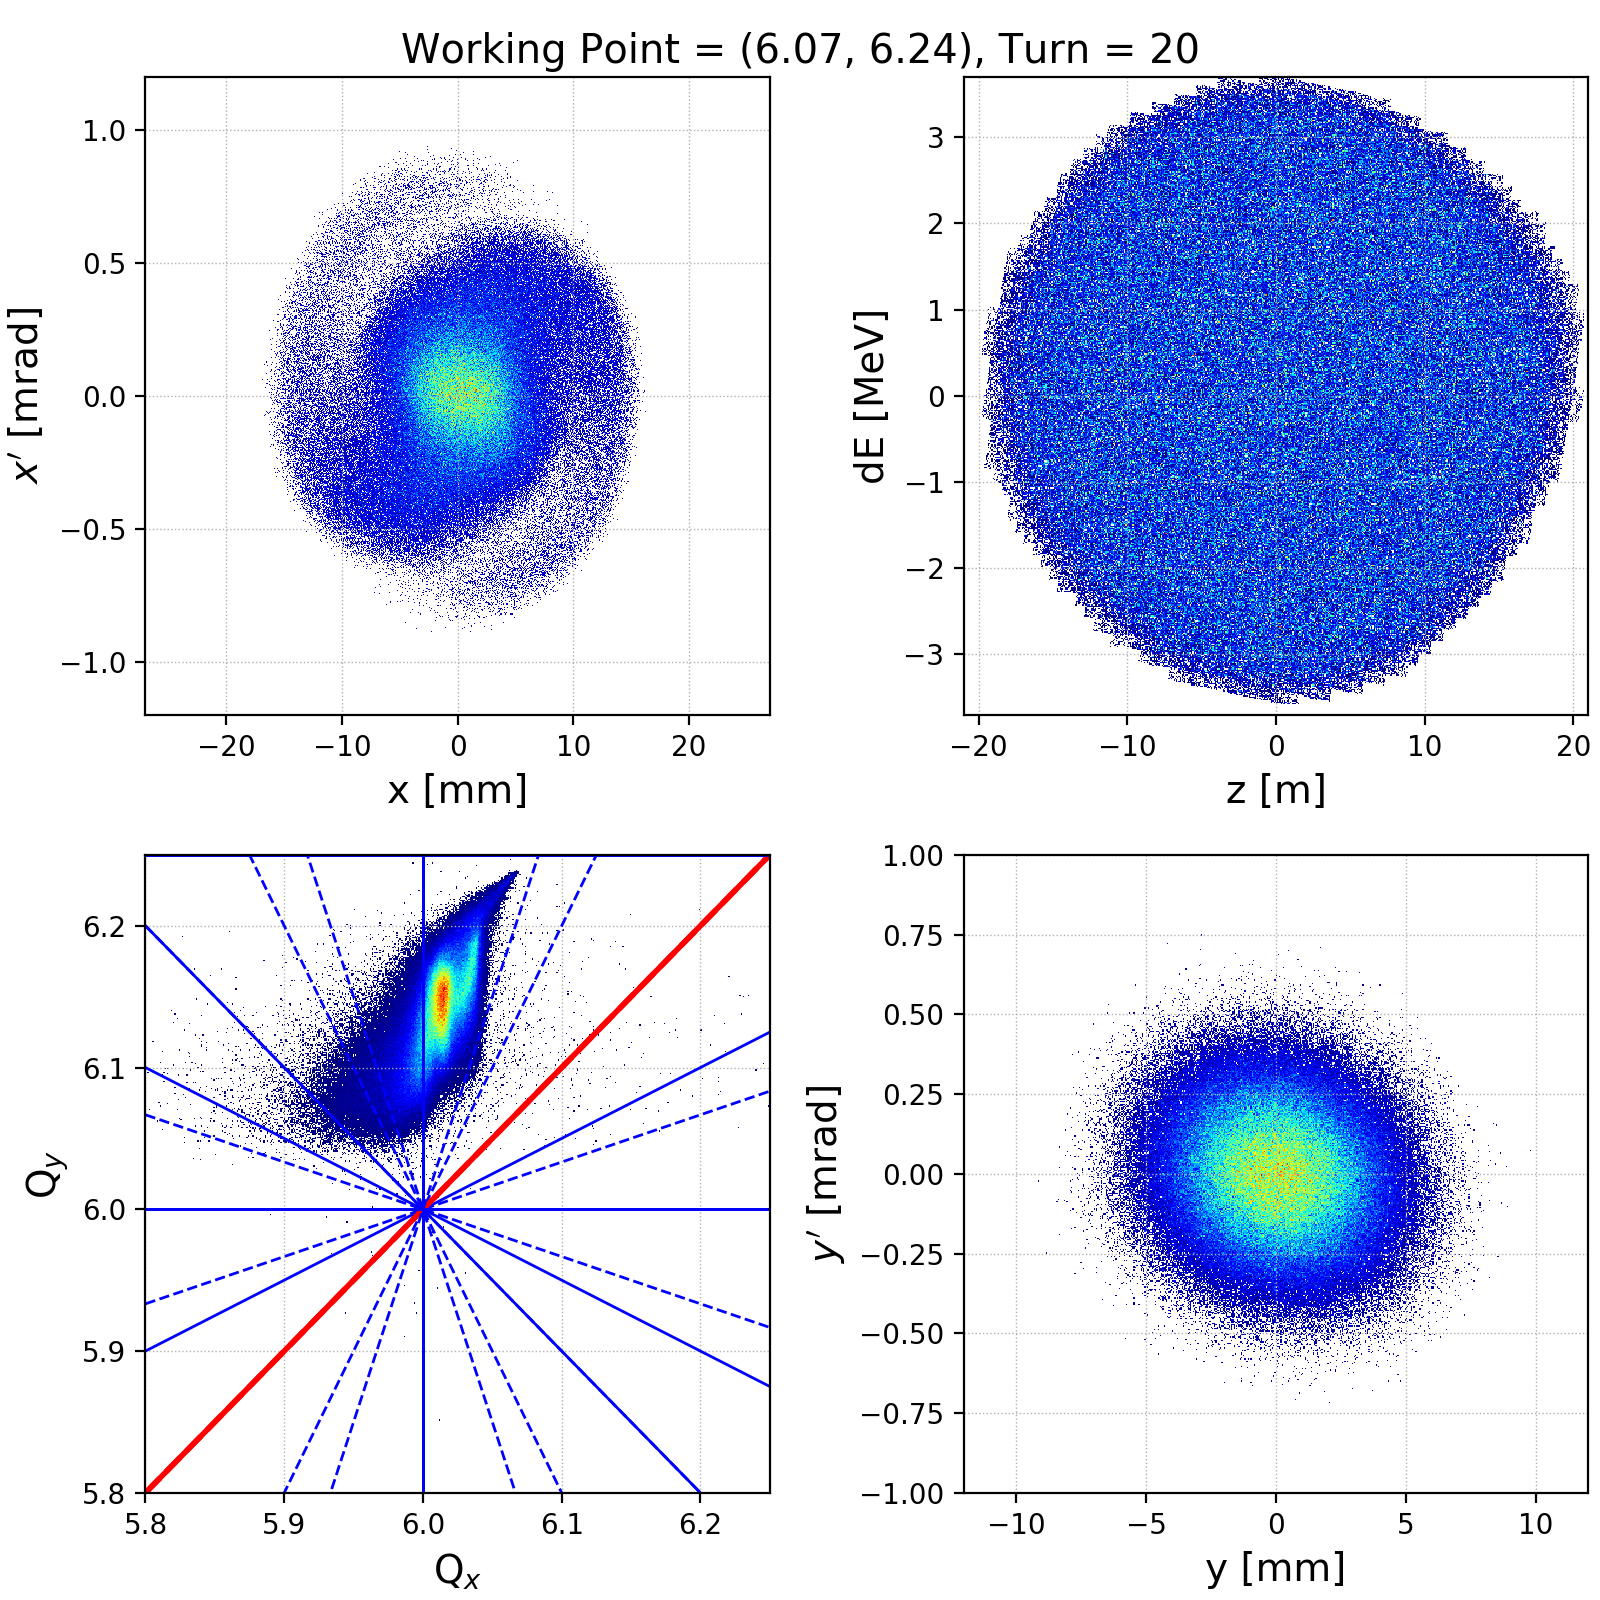 Working Point = (6.07, 6.24), Turn = 20
1.0
0.5
0.0
−0.5
−1.0
x′ [mrad]
−20 −10 0 10 20
x [mm]
3
2
1
0
−1
−2
−3
dE [MeV]
−20 −10 0 10 20
z [m]
6.2
6.1
6.0
5.9
5.8
Qy
5.8 5.9 6.0 6.1 6.2
Qx
1.00
0.75
0.50
0.25
0.00
−0.25
−0.50
−0.75
−1.00
y′ [mrad]
−10 −5 0 5 10
y [mm]